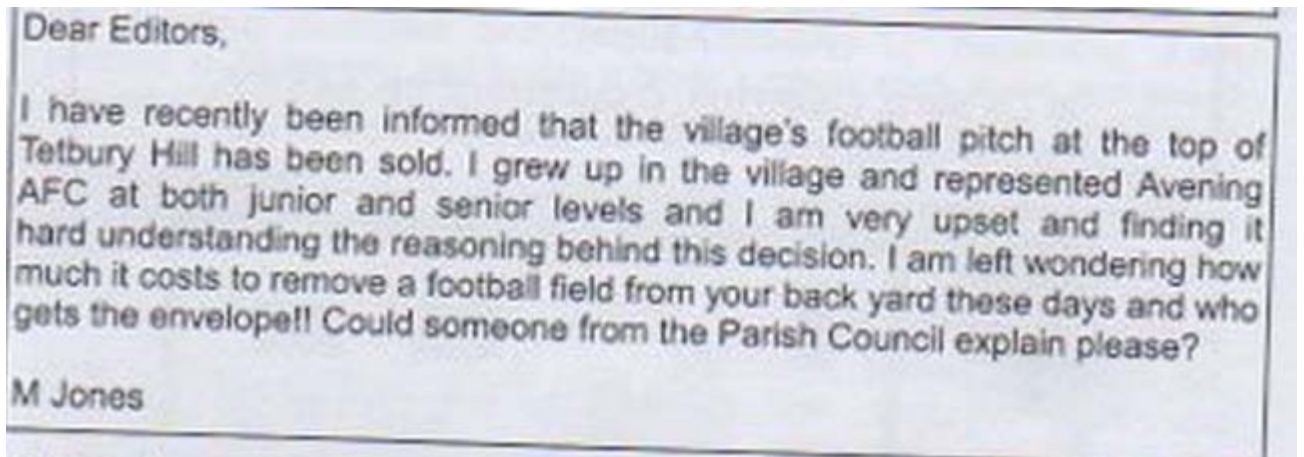 Dear Editors,
I have recently been informed that the village's football pitch at the top of
Tetbury Hill has been sold. I grew up in the village and represented Avening
AFC at both junior and senior levels and I am very upset and finding it
hard understanding the reasoning behind this decision. I am left wondering how
much it costs to remove a football field from your back yard these days and who
gets the envelope!! Could someone from the Parish Council explain please?
M Jones